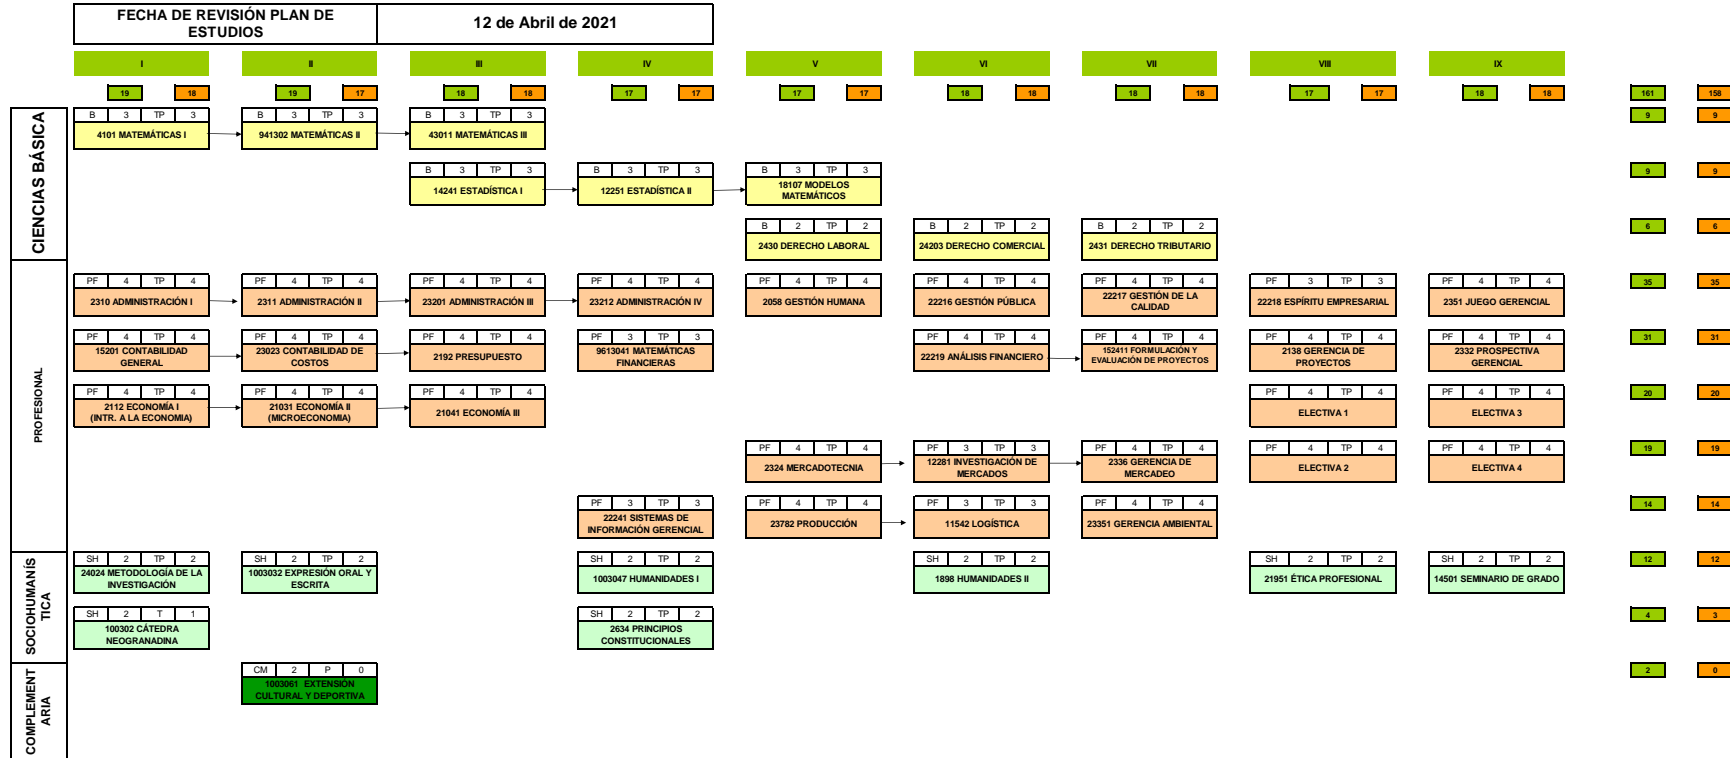 FECHA DE REVISIÓN PLAN DE
ESTUDIOS
12 de Abril de 2021
I II III IV V VI VII VIII IX
19 18 19 17 18 18 17 17 17 17 18 18 18 18 17 17 18 18 161 158
CIENCIAS BÁSICA
B 3 TP 3 B 3 TP 3 B 3 TP 3 9 9
4101 MATEMÁTICAS I 941302 MATEMÁTICAS II 43011 MATEMÁTICAS III
B 3 TP 3 B 3 TP 3 B 3 TP 3 9 9
14241 ESTADÍSTICA I 12251 ESTADÍSTICA II 18107 MODELOS
MATEMÁTICOS
B 2 TP 2 B 2 TP 2 B 2 TP 2 6 6
2430 DERECHO LABORAL 24203 DERECHO COMERCIAL 2431 DERECHO TRIBUTARIO
PROFESIONAL
PF 4 TP 4 PF 4 TP 4 PF 4 TP 4 PF 4 TP 4 PF 4 TP 4 PF 4 TP 4 PF 4 TP 4 PF 3 TP 3 PF 4 TP 4 35 35
2310 ADMINISTRACIÓN I 2311 ADMINISTRACIÓN II 23201 ADMINISTRACIÓN III 23212 ADMINISTRACIÓN IV 2058 GESTIÓN HUMANA 22216 GESTIÓN PÚBLICA 22217 GESTIÓN DE LA
CALIDAD 22218 ESPÍRITU EMPRESARIAL 2351 JUEGO GERENCIAL
PF 4 TP 4 PF 4 TP 4 PF 4 TP 4 PF 3 TP 3 PF 4 TP 4 PF 4 TP 4 PF 4 TP 4 PF 4 TP 4 31 31
15201 CONTABILIDAD
GENERAL 23023 CONTABILIDAD DE
COSTOS 2192 PRESUPUESTO 9613041 MATEMÁTICAS
FINANCIERAS 22219 ANÁLISIS FINANCIERO 152411 FORMULACIÓN Y
EVALUACIÓN DE PROYECTOS 2138 GERENCIA DE
PROYECTOS 2332 PROSPECTIVA
GERENCIAL
PF 4 TP 4 PF 4 TP 4 PF 4 TP 4 PF 4 TP 4 PF 4 TP 4 20 20
2112 ECONOMÍA I
(INTR. A LA ECONOMIA) 21031 ECONOMÍA II
(MICROECONOMIA) 21041 ECONOMÍA III ELECTIVA 1 ELECTIVA 3
PF 4 TP 4 PF 3 TP 3 PF 4 TP 4 PF 4 TP 4 PF 4 TP 4 19 19
2324 MERCADOTECNIA 12281 INVESTIGACIÓN DE
MERCADOS 2336 GERENCIA DE
MERCADEO ELECTIVA 2 ELECTIVA 4
PF 3 TP 3 PF 4 TP 4 PF 3 TP 3 PF 4 TP 4 14 14
22241 SISTEMAS DE
INFORMACIÓN GERENCIAL 23782 PRODUCCIÓN 11542 LOGÍSTICA 23351 GERENCIA AMBIENTAL
SOCIOHUMANÍS
TICA
SH 2 TP 2 SH 2 TP 2 SH 2 TP 2 SH 2 TP 2 SH 2 TP 2 SH 2 TP 2 12 12
24024 METODOLOGÍA DE LA
INVESTIGACIÓN 1003032 EXPRESIÓN ORAL Y
ESCRITA 1003047 HUMANIDADES I 1898 HUMANIDADES II 21951 ÉTICA PROFESIONAL 14501 SEMINARIO DE GRADO
SH 2 T 1 SH 2 TP 2 4 3
100302 CÁTEDRA
NEOGRANADINA 2634 PRINCIPIOS
CONSTITUCIONALES
COMPLEMENT
ARIA
CM 2 P 0 2 0
1003061 EXTENSIÓN
CULTURAL Y DEPORTIVA